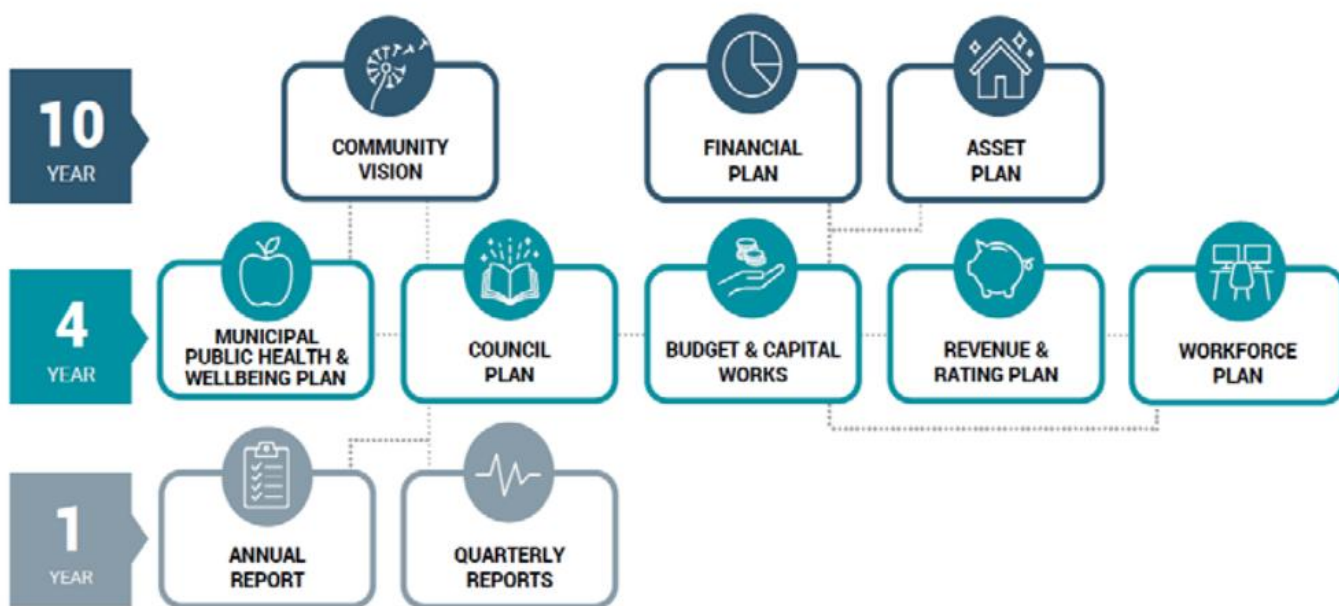 10
YEAR
COMMUNITY
VISION
FINANCIAL
PLAN
ASSET
PLAN
4
YEAR
MUNICIPAL
PUBLIC HEALTH &
WELLBEING PLAN
COUNCIL
PLAN
BUDGET & CAPITAL
WORKS
REVENUE &
RATING PLAN
WORKFORCE
PLAN
1
YEAR
ANNUAL
REPORT
QUARTERLY
REPORTS